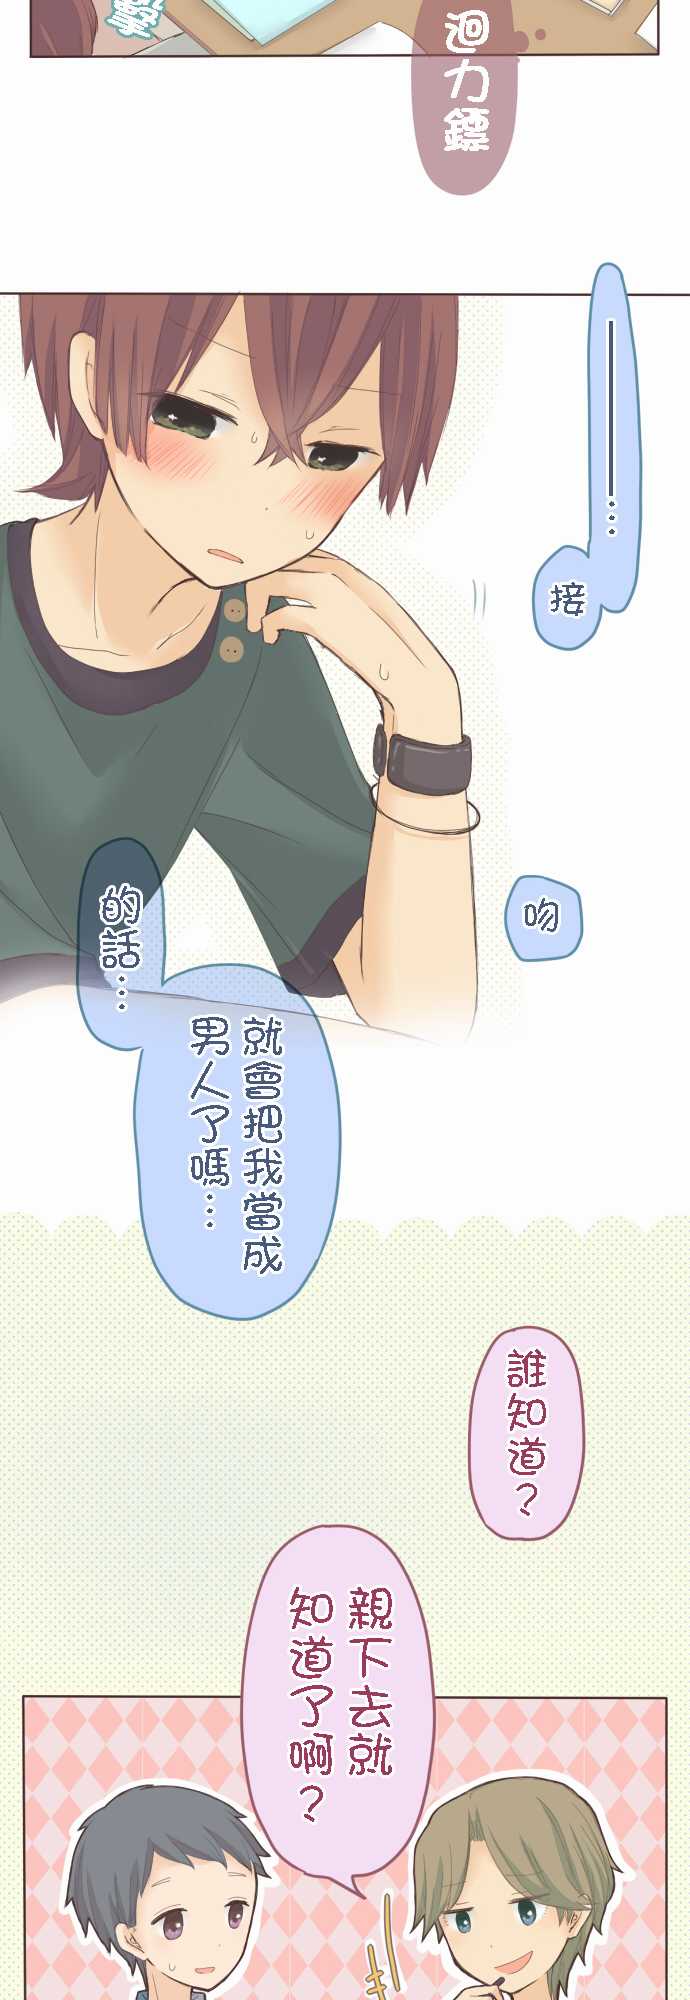 擊
迴力鏢
——…
接
吻
的話…
就會把我當成
男人了嗎…
誰知道？
親下去就
知道了啊？